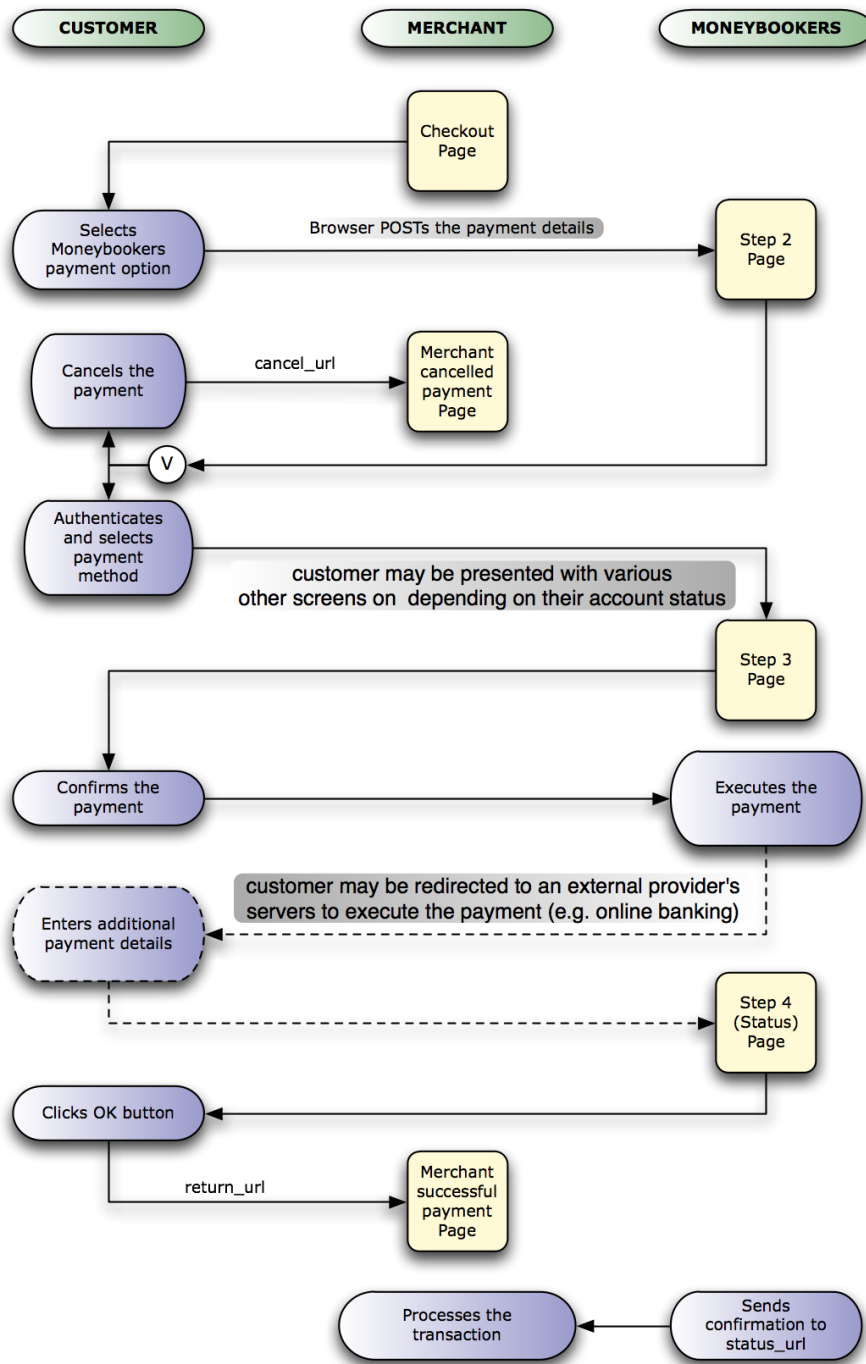 CUSTOMER
MERCHANT
MONEYBOOKERS
Checkout
Page
Selects
Moneybookers
payment option
Browser POSTs the payment details
Step 2
Page
Cancels the
payment
cancel_url
Merchant
cancelled
payment
Page
V
Authenticates
and selects
payment
method
customer may be presented with various
other screens on  depending on their account status
Step 3
Page
Confirms the
payment
Executes the
payment
customer may be redirected to an external provider's
servers to execute the payment (e.g. online banking)
Enters additional
payment details
Step 4
(Status)
Page
Clicks OK button
return_url
Merchant
successful
payment
Page
Processes the
transaction
Sends
confirmation to
status_url